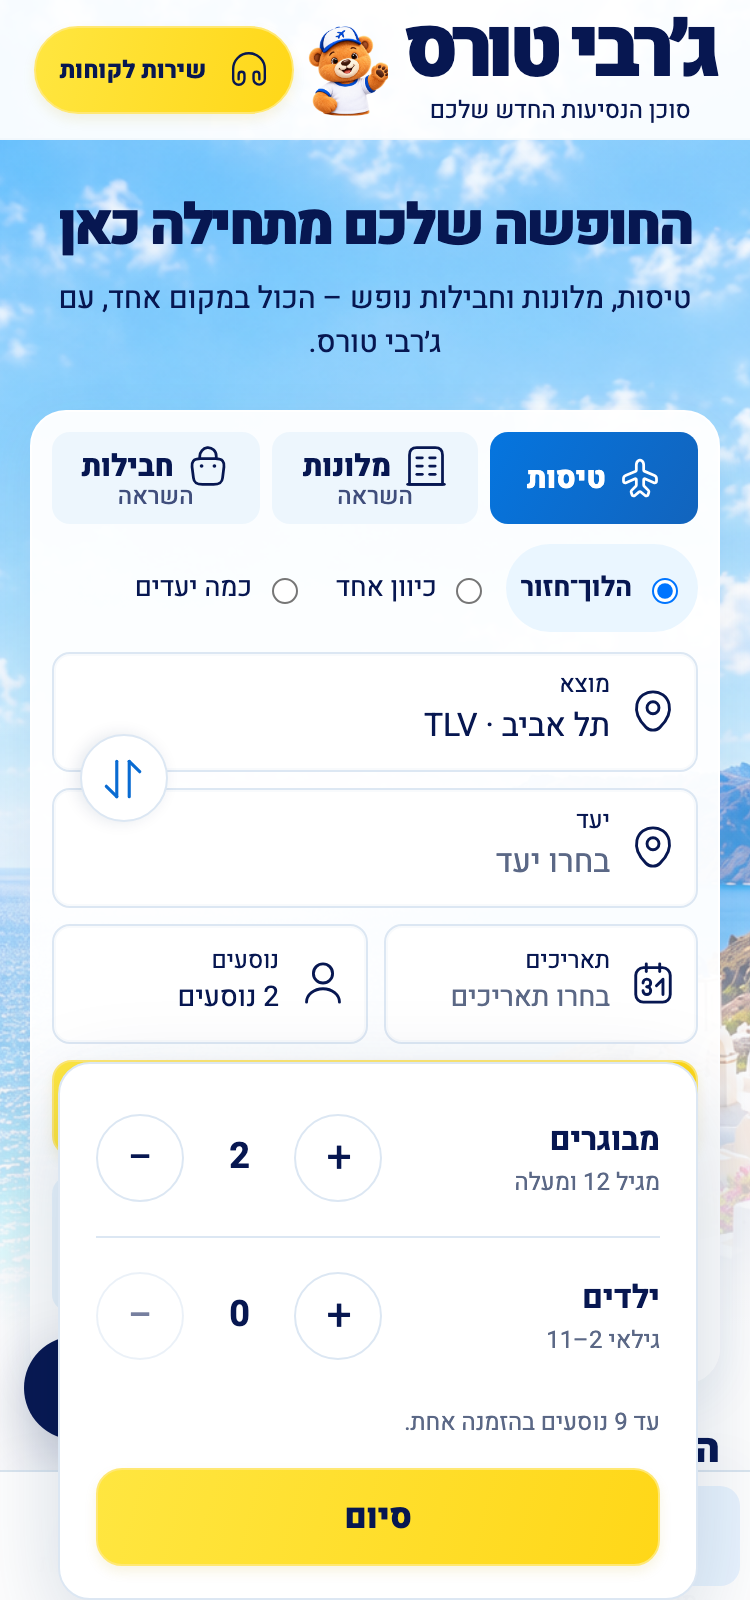 ג׳רבי טורס
סוכן הנסיעות החדש שלכם
שירות לקוחות
החופשה שלכם מתחילה כאן
טיסות, מלונות וחבילות נופש – הכול במקום אחד, עם
ג׳רבי טורס.
טיסות
מלונות
השראה
חבילות
השראה
הלוך־חזור
כיוון אחד
כמה יעדים
מוצא
תל אביב · TLV
יעד
בחרו יעד
תאריכים
31
בחרו תאריכים
נוסעים
2 נוסעים
מבוגרים
מגיל 12 ומעלה
+ 2 −
ילדים
גילאי 2–11
+ 0 −
עד 9 נוסעים בהזמנה אחת.
סיום